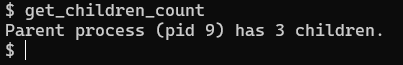 $ get_children_count
Parent process (pid 9) has 3 children.
$